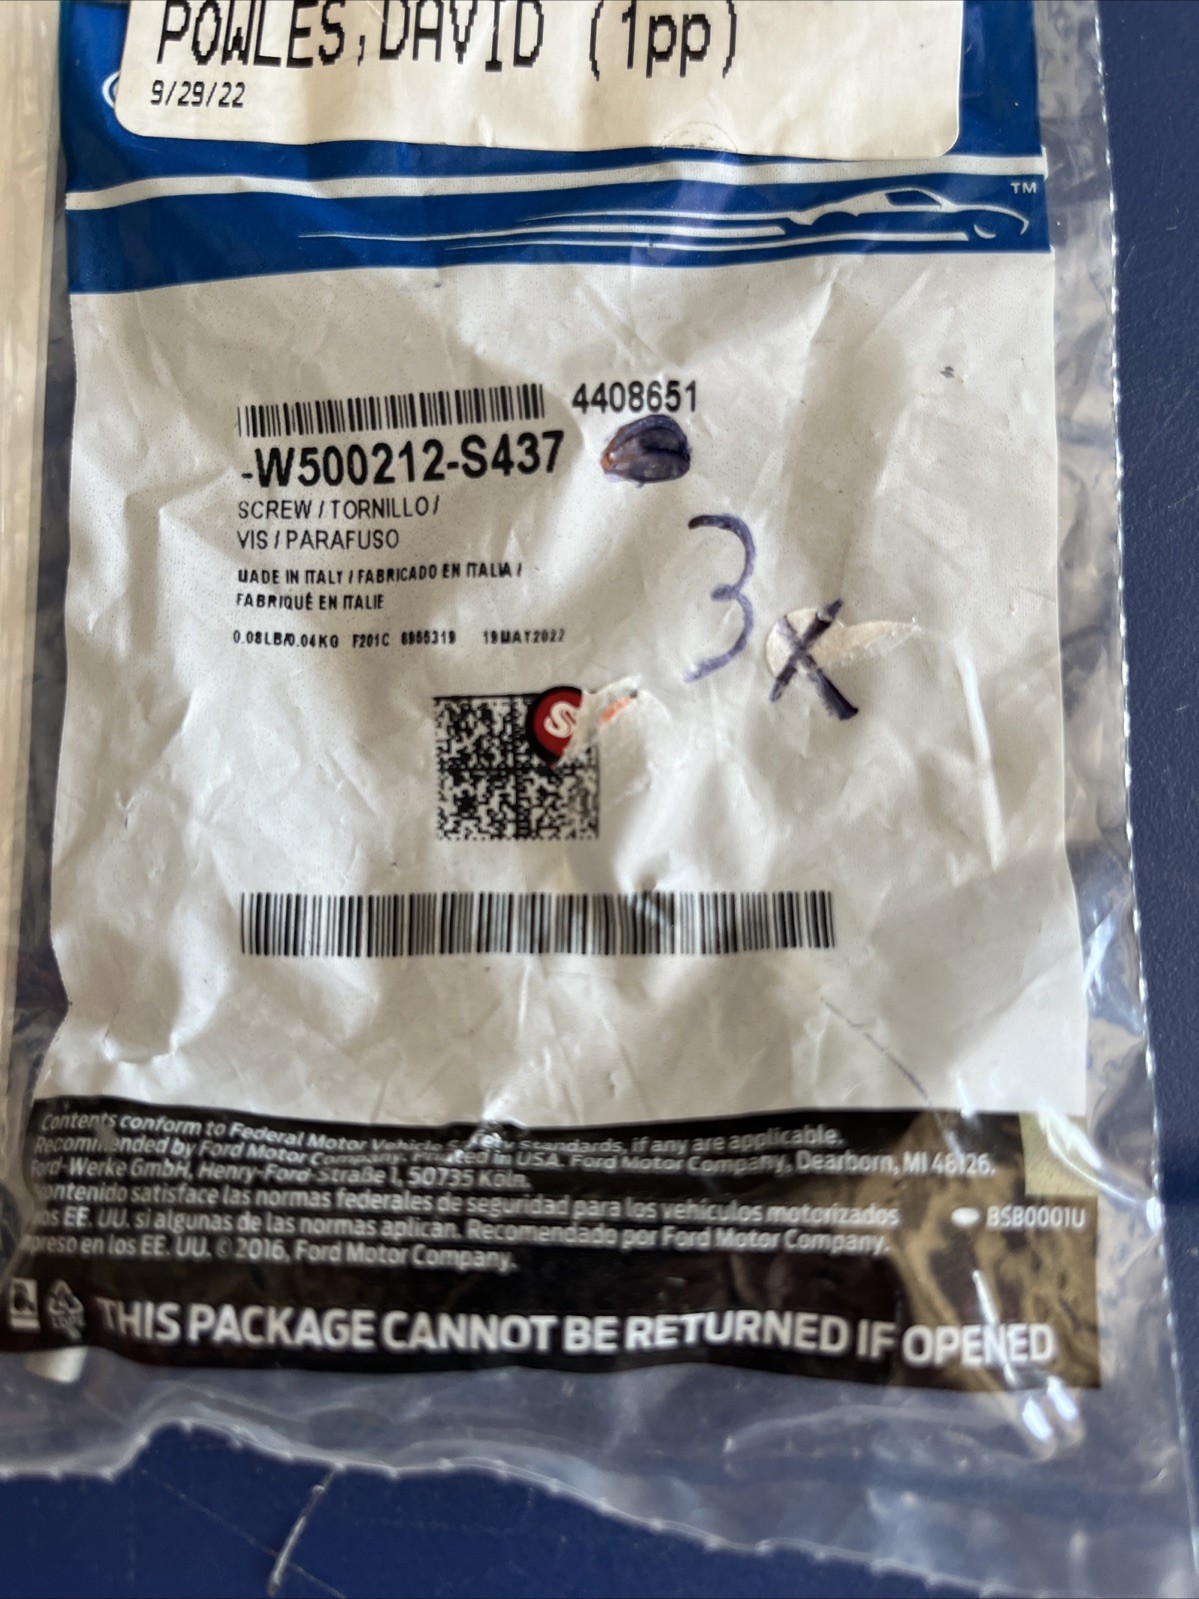 POWLES,DAVID (1pp)
9/29/22
TM
4408651
-W500212-S437
SCREW / TORNILLO /
VIS / PARAFUSO
3x
MADE IN ITALY / FABRICADO EN ITALIA /
FABRIQUÉ EN ITALIE
0.08LB/0.04KG F201C 6955319 19MAY2022
S
Contents conform to Federal Motor Vehicle Safety Standards, if any are applicable.
Recommended by Ford Motor Company. Printed in USA. Ford Motor Company, Dearborn, MI 48126.
Ford-Werke GmbH, Henry-Ford-Straße 1, 50735 Köln.
contenido satisface las normas federales de seguridad para los vehículos motorizados
los EE. UU. si algunas de las normas aplican. Recomendado por Ford Motor Company.
preso en los EE. UU. © 2016, Ford Motor Company.
BSB0001U
THIS PACKAGE CANNOT BE RETURNED IF OPENED